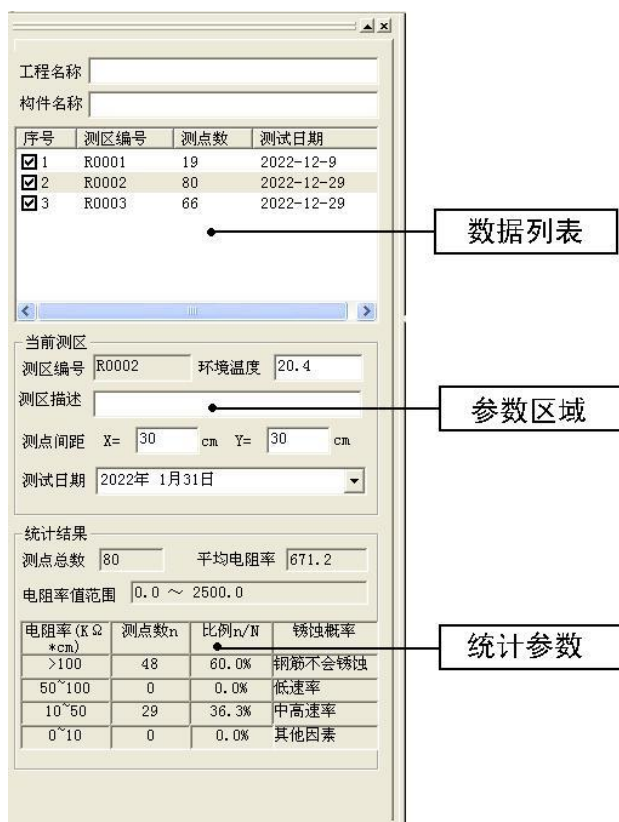 工程名称
构件名称
序号 测区编号 测点数 测试日期
1 R0001 19 2022-12-9
2 R0002 80 2022-12-29
3 R0003 66 2022-12-29
数据列表
当前测区
测区编号 R0002 环境温度 20.4
测区描述
参数区域
测点间距 X= 30 cm Y= 30 cm
测试日期 2022年 1月31日
统计结果
测点总数 80 平均电阻率 671.2
电阻率值范围 0.0 ～ 2500.0
电阻率(KΩ 测点数n 比例n/N 锈蚀概率
*cm)
统计参数
>100 48 60.0% 钢筋不会锈蚀
50~100 0 0.0% 低速率
10~50 29 36.3% 中高速率
0~10 0 0.0% 其他因素